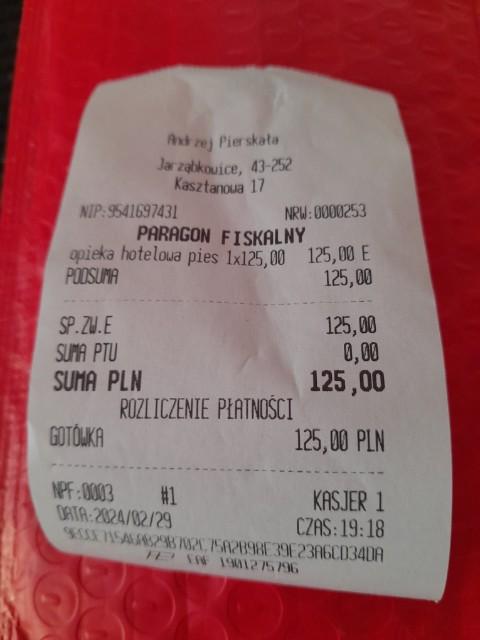 Andrzej Pierskała
Jarząbkowice, 43-252
Kasztanowa 17
NIP:9541697431 NRW:0000253
PARAGON FISKALNY
opieka hotelowa pies 1x125,00 125,00 E
PODSUMA 125,00
SP.ZW.E 125,00
SUMA PTU 0,00
SUMA PLN 125,00
ROZLICZENIE PŁATNOŚCI
GOTÓWKA 125,00 PLN
NPF:0003 #1 KASJER 1
DATA:2024/02/29 CZAS:19:18
EAF 1901275796